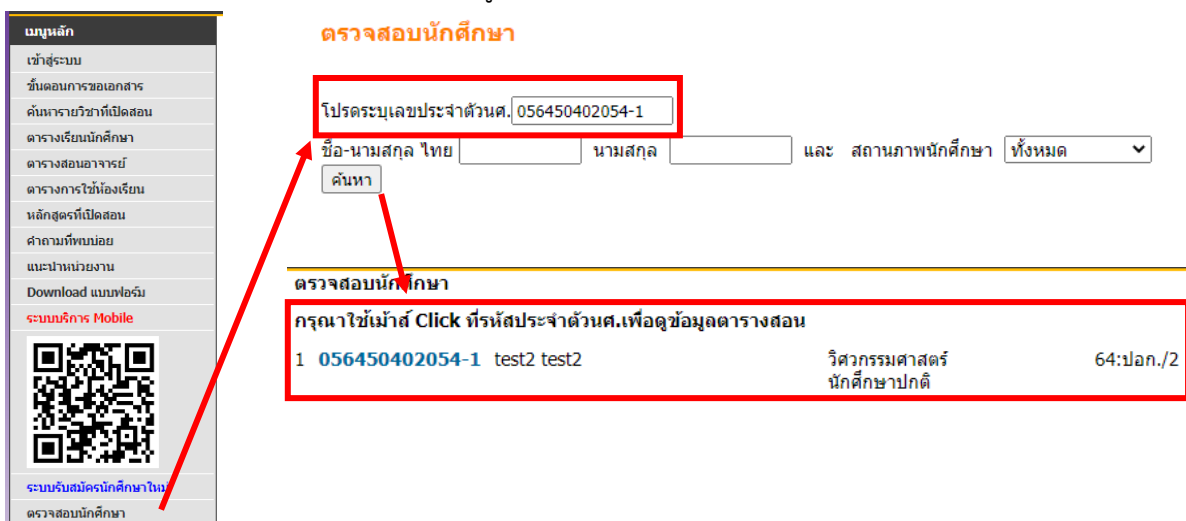 เมนูหลัก
เข้าสู่ระบบ
ขั้นตอนการขอเอกสาร
ค้นหารายวิชาที่เปิดสอน
ตารางเรียนนักศึกษา
ตารางสอนอาจารย์
ตารางการใช้ห้องเรียน
หลักสูตรที่เปิดสอน
คำถามที่พบบ่อย
แนะนำหน่วยงาน
Download แบบฟอร์ม
ระบบบริการ Mobile
ระบบรับสมัครนักศึกษาใหม่
ตรวจสอบนักศึกษา
ตรวจสอบนักศึกษา
โปรดระบุเลขประจำตัวนศ. 056450402054-1
ชื่อ-นามสกุล ไทย นามสกุล และ สถานภาพนักศึกษา ทั้งหมด
ค้นหา
ตรวจสอบนักศึกษา
กรุณาใช้เม้าส์ Click ที่รหัสประจำตัวนศ.เพื่อดูข้อมูลตารางสอน
1 056450402054-1 test2 test2 วิศวกรรมศาสตร์ 64:ปอก./2
นักศึกษาปกติ